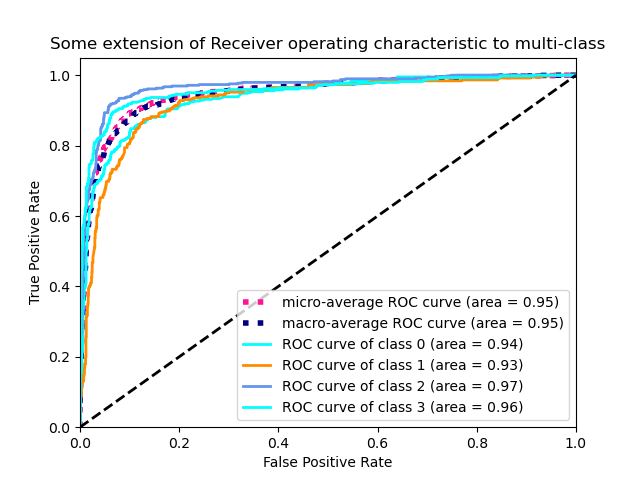 Some extension of Receiver operating characteristic to multi-class
1.0
0.8
0.6
0.4
0.2
0.0
True Positive Rate
micro-average ROC curve (area = 0.95)
macro-average ROC curve (area = 0.95)
ROC curve of class 0 (area = 0.94)
ROC curve of class 1 (area = 0.93)
ROC curve of class 2 (area = 0.97)
ROC curve of class 3 (area = 0.96)
0.0 0.2 0.4 0.6 0.8 1.0
False Positive Rate